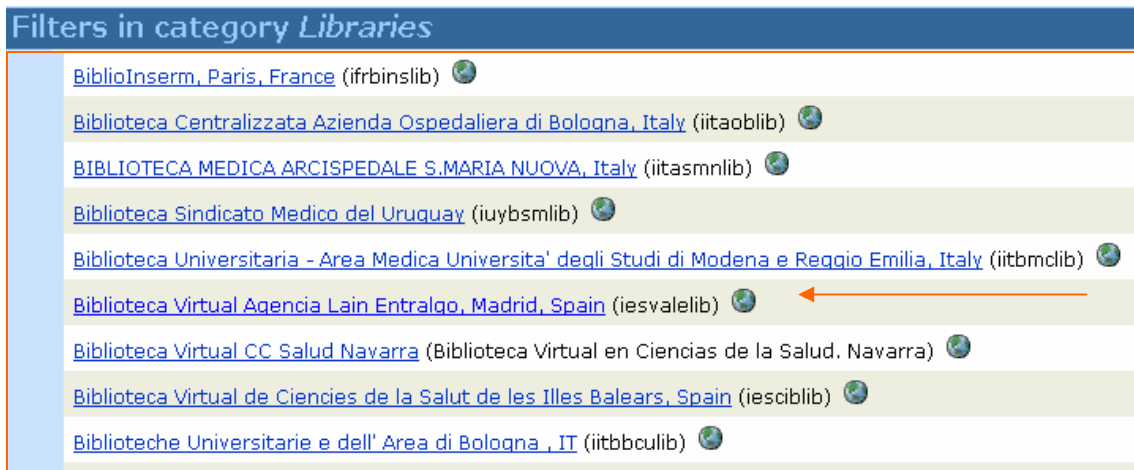 Filters in category Libraries
BiblioInserm, Paris, France (ifrbinslib)
Biblioteca Centralizzata Azienda Ospedaliera di Bologna, Italy (iitaoblib)
BIBLIOTECA MEDICA ARCISPEDALE S.MARIA NUOVA, Italy (iitasmnlib)
Biblioteca Sindicato Medico del Uruguay (iuybsmlib)
Biblioteca Universitaria - Area Medica Universita' degli Studi di Modena e Reggio Emilia, Italy (iitbmclib)
Biblioteca Virtual Agencia Lain Entralgo, Madrid, Spain (iesvalelib)
Biblioteca Virtual CC Salud Navarra (Biblioteca Virtual en Ciencias de la Salud. Navarra)
Biblioteca Virtual de Ciencies de la Salut de les Illes Balears, Spain (iesciblib)
Biblioteche Universitarie e dell' Area di Bologna , IT (iitbbculib)